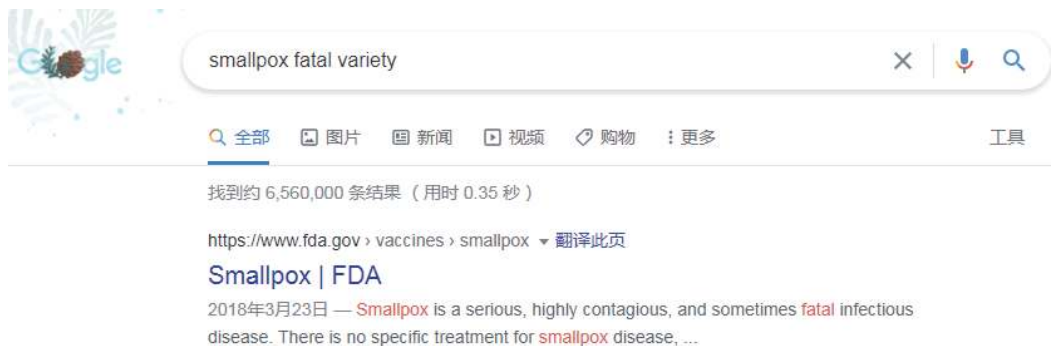 Google
smallpox fatal variety
全部 图片 新闻 视频 购物 更多 工具
找到约 6,560,000 条结果 （用时 0.35 秒）
https://www.fda.gov › vaccines › smallpox 翻译此页
Smallpox | FDA
2018年3月23日 — Smallpox is a serious, highly contagious, and sometimes fatal infectious
disease. There is no specific treatment for smallpox disease, ...